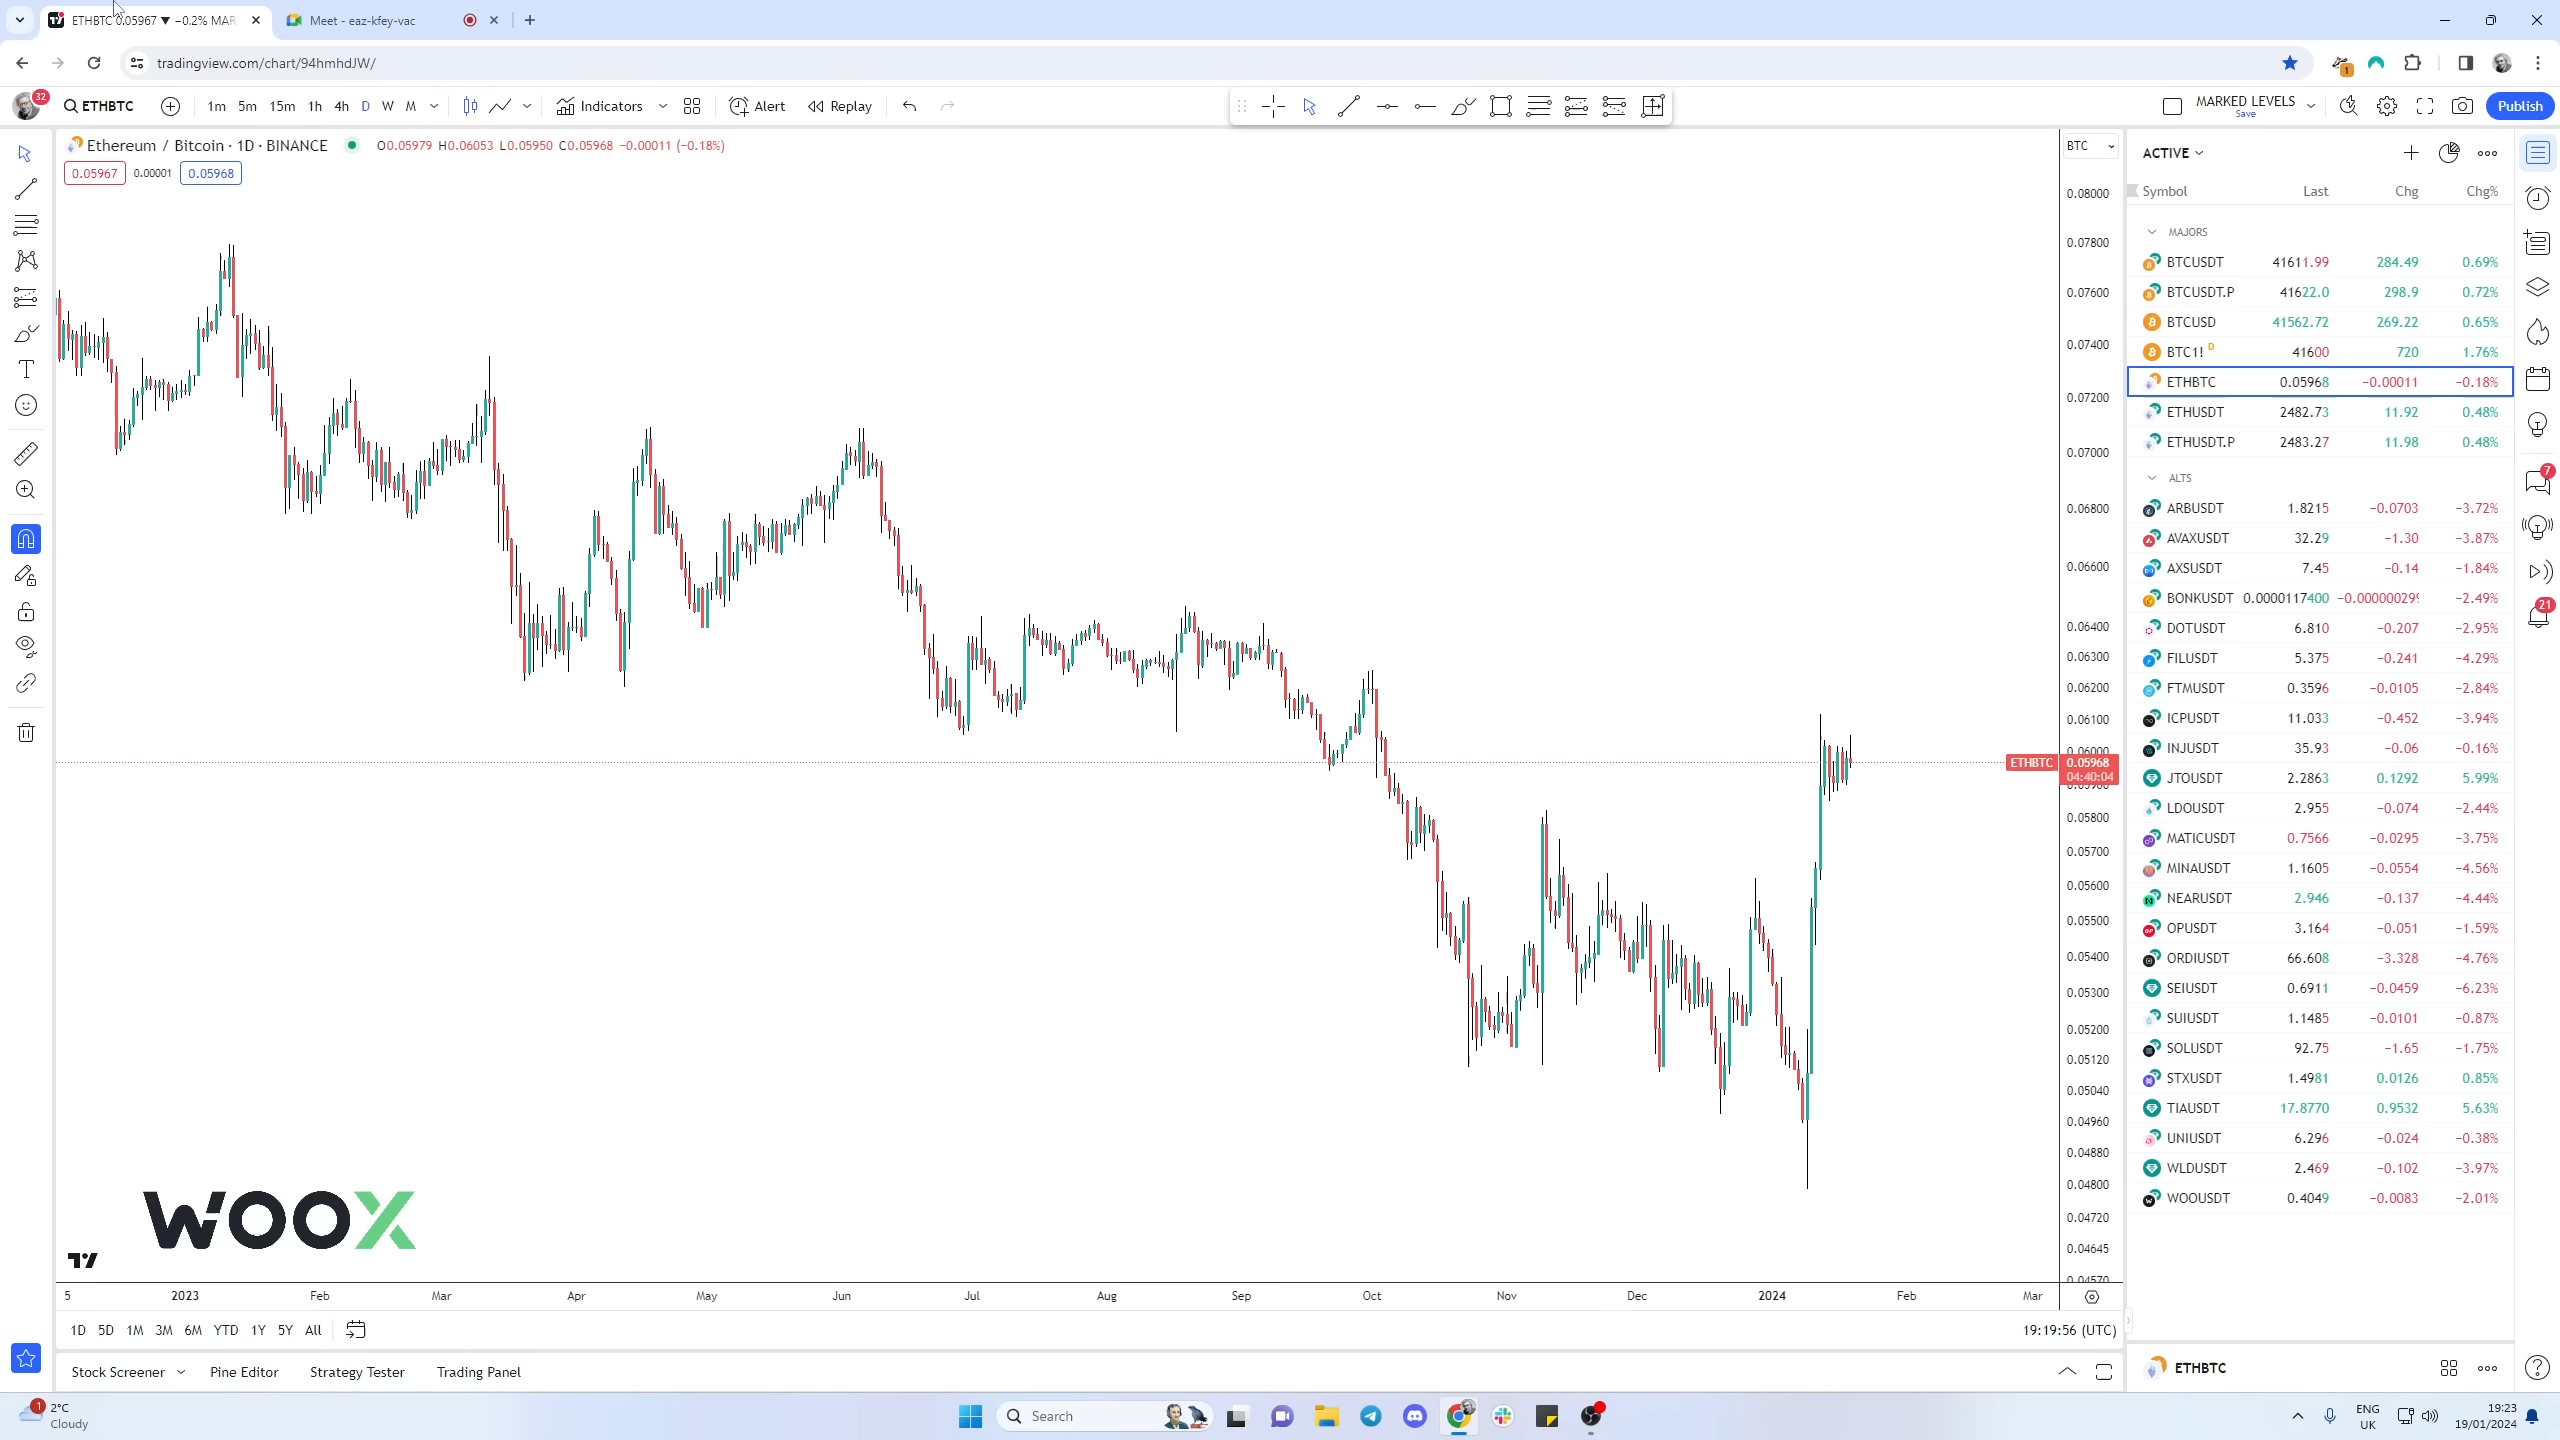 ETHBTC 0.05967 ▼ −0.2% MAR
Meet - eaz-kfey-vac
tradingview.com/chart/94hmhdJW/
1
32
ETHBTC
1m 5m 15m 1h 4h D W M
Indicators
Alert
Replay
MARKED LEVELS
Save
Publish
Ethereum / Bitcoin · 1D · BINANCE
O0.05979 H0.06053 L0.05950 C0.05968 −0.00011 (−0.18%)
0.05967 0.00001 0.05968
BTC
0.08000
0.07800
0.07600
0.07400
0.07200
0.07000
0.06800
0.06600
0.06400
0.06300
0.06200
0.06100
0.06000
ETHBTC 0.05968
04:40:04
0.05800
0.05700
0.05600
0.05500
0.05400
0.05300
0.05200
0.05120
0.05040
0.04960
0.04880
0.04800
0.04720
0.04645
0.04570
WOOX
5 2023 Feb Mar Apr May Jun Jul Aug Sep Oct Nov Dec 2024 Feb Mar
1D 5D 1M 3M 6M YTD 1Y 5Y All
19:19:56 (UTC)
Stock Screener Pine Editor Strategy Tester Trading Panel
ACTIVE
Symbol Last Chg Chg%
MAJORS
BTCUSDT 41611.99 284.49 0.69%
BTCUSDT.P 41622.0 298.9 0.72%
BTCUSD 41562.72 269.22 0.65%
BTC1! D 41600 720 1.76%
ETHBTC 0.05968 −0.00011 −0.18%
ETHUSDT 2482.73 11.92 0.48%
ETHUSDT.P 2483.27 11.98 0.48%
ALTS
ARBUSDT 1.8215 −0.0703 −3.72%
AVAXUSDT 32.29 −1.30 −3.87%
AXSUSDT 7.45 −0.14 −1.84%
BONKUSDT 0.0000117400 −0.000000299 −2.49%
DOTUSDT 6.810 −0.207 −2.95%
FILUSDT 5.375 −0.241 −4.29%
FTMUSDT 0.3596 −0.0105 −2.84%
ICPUSDT 11.033 −0.452 −3.94%
INJUSDT 35.93 −0.06 −0.16%
JTOUSDT 2.2863 0.1292 5.99%
LDOUSDT 2.955 −0.074 −2.44%
MATICUSDT 0.7566 −0.0295 −3.75%
MINAUSDT 1.1605 −0.0554 −4.56%
NEARUSDT 2.946 −0.137 −4.44%
OPUSDT 3.164 −0.051 −1.59%
ORDIUSDT 66.608 −3.328 −4.76%
SEIUSDT 0.6911 −0.0459 −6.23%
SUIUSDT 1.1485 −0.0101 −0.87%
SOLUSDT 92.75 −1.65 −1.75%
STXUSDT 1.4981 0.0126 0.85%
TIAUSDT 17.8770 0.9532 5.63%
UNIUSDT 6.296 −0.024 −0.38%
WLDUSDT 2.469 −0.102 −3.97%
WOOUSDT 0.4049 −0.0083 −2.01%
ETHBTC
7
21
1
2°C
Cloudy
Search
ENG
UK
19:23
19/01/2024